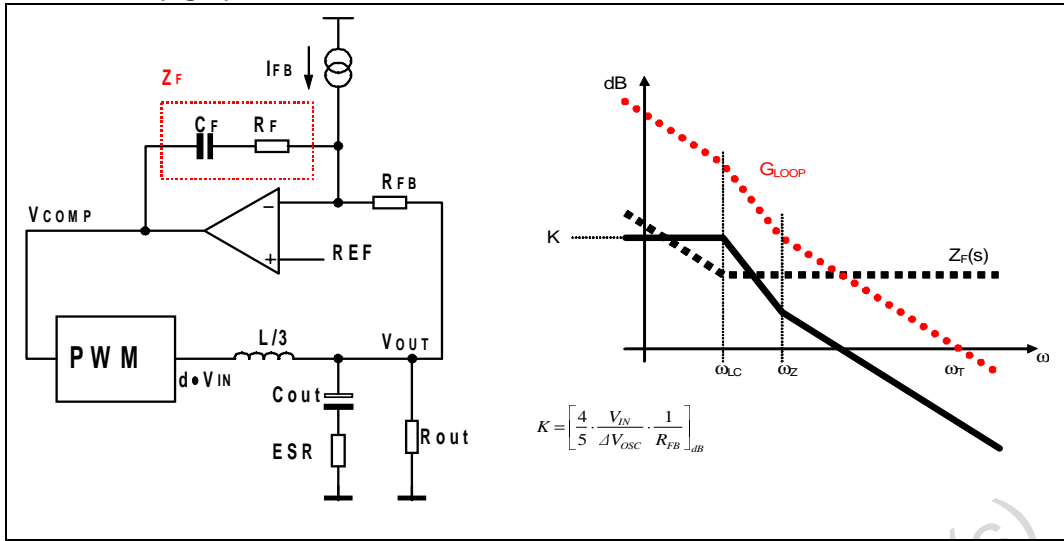 IFB
ZF
CF
RF
RFB
VCOMP
REF
PWM
L/3
VOUT
d•VIN
Cout
ESR
Rout
dB
GLOOP
K
ZF(s)
ωLC
ωZ
ωT
ω
K = [4/5 · VIN/ΔVOSC · 1/RFB]dB